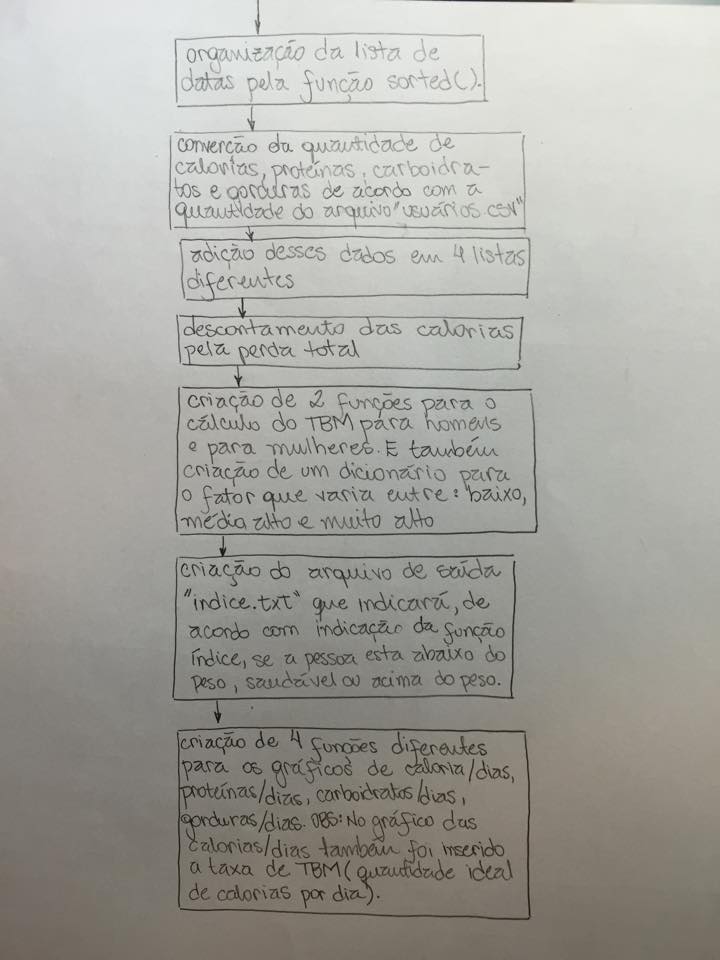 organização da lista de
datas pela função sorted().
converção da quantidade de
calorias, proteínas, carboidra-
tos e gorduras de acordo com a
quantidade do arquivo "usuários.csv"
adição desses dados em 4 listas
diferentes
descontamento das calorias
pela perda total
criação de 2 funções para o
cálculo do TBM para homens
e para mulheres. E também
criação de um dicionário para
o fator que varia entre: baixo,
média alto e muito alto
criação do arquivo de saída
"indice.txt" que indicará, de
acordo com indicação da função
índice, se a pessoa esta abaixo do
peso, saudável ou acima do peso.
criação de 4 funções diferentes
para os gráficos de caloria/dias,
proteínas/dias, carboidratos/dias,
gorduras/dias. OBS: No gráfico das
calorias/dias também foi inserido
a taxa de TBM (quantidade ideal
de calorias por dia).